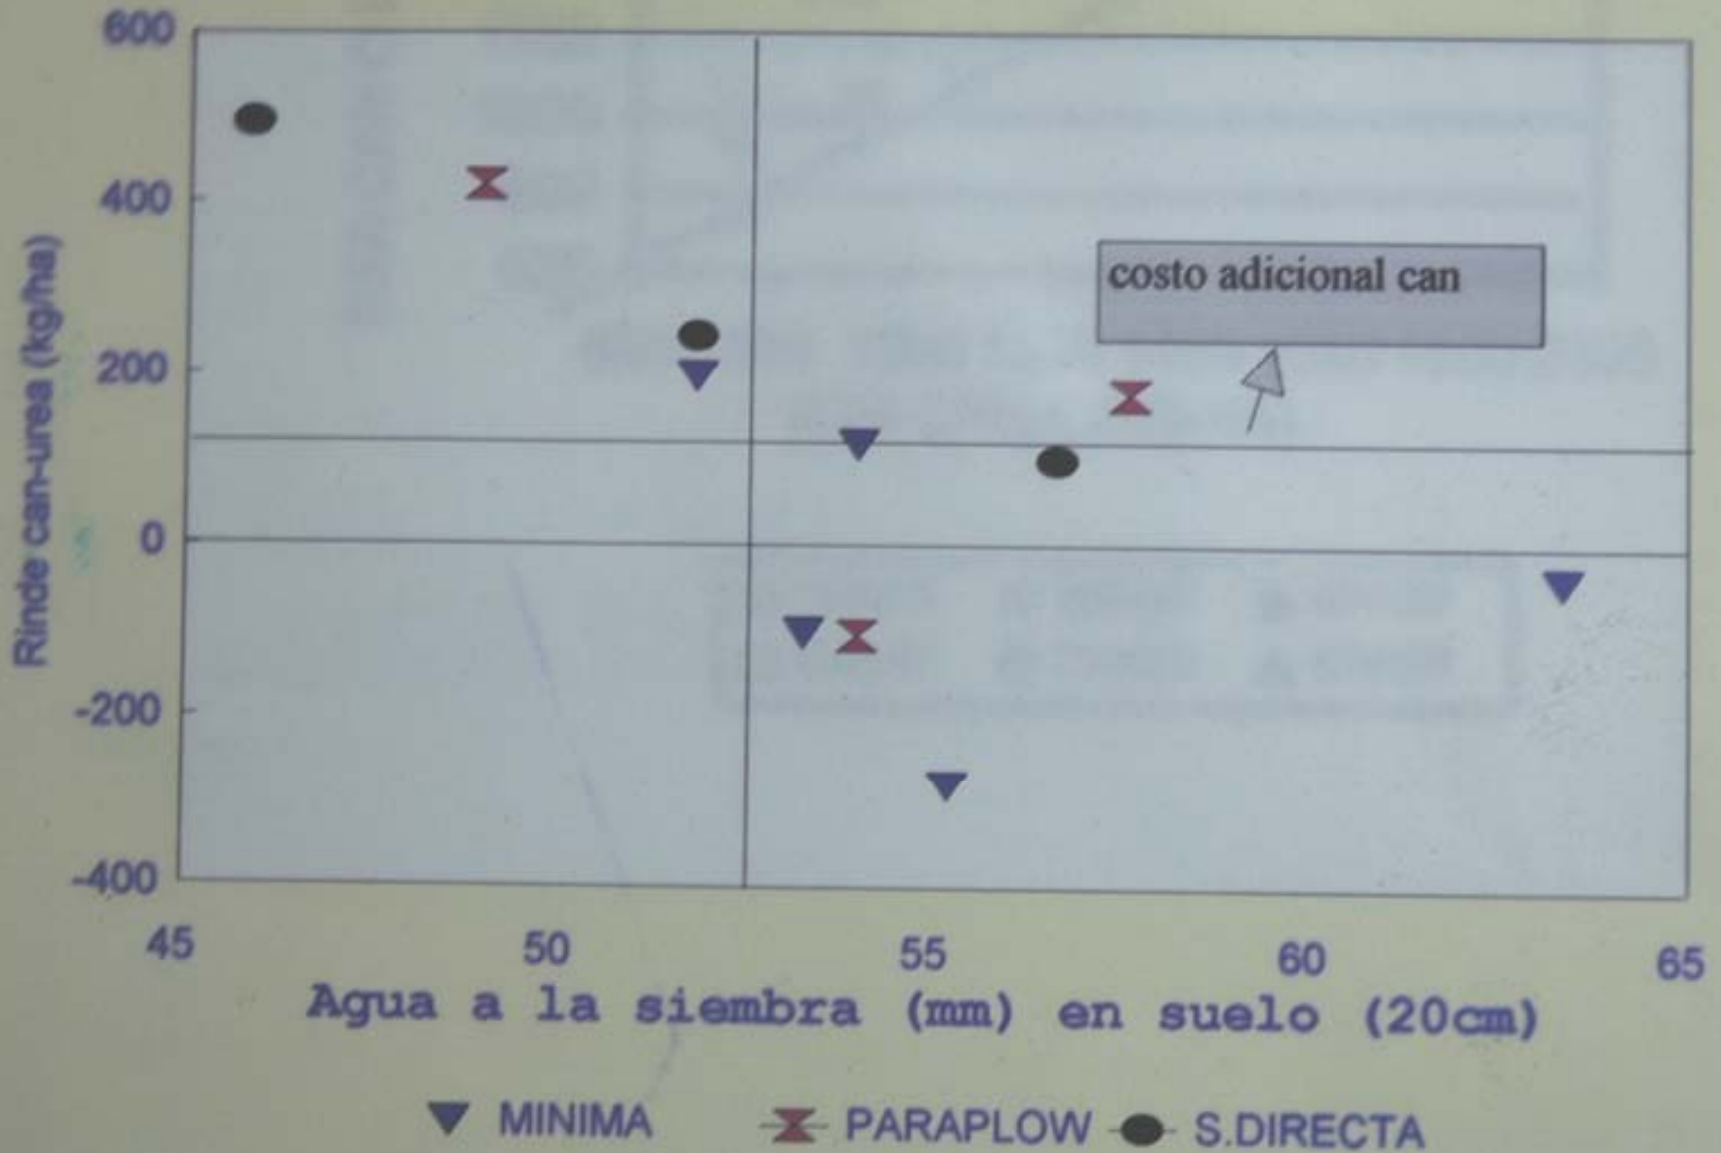 600
400
200
0
-200
-400
Rinde can-urea (kg/ha)
costo adicional can
45 50 55 60 65
Agua a la siembra (mm) en suelo (20cm)
MINIMA PARAPLOW S.DIRECTA